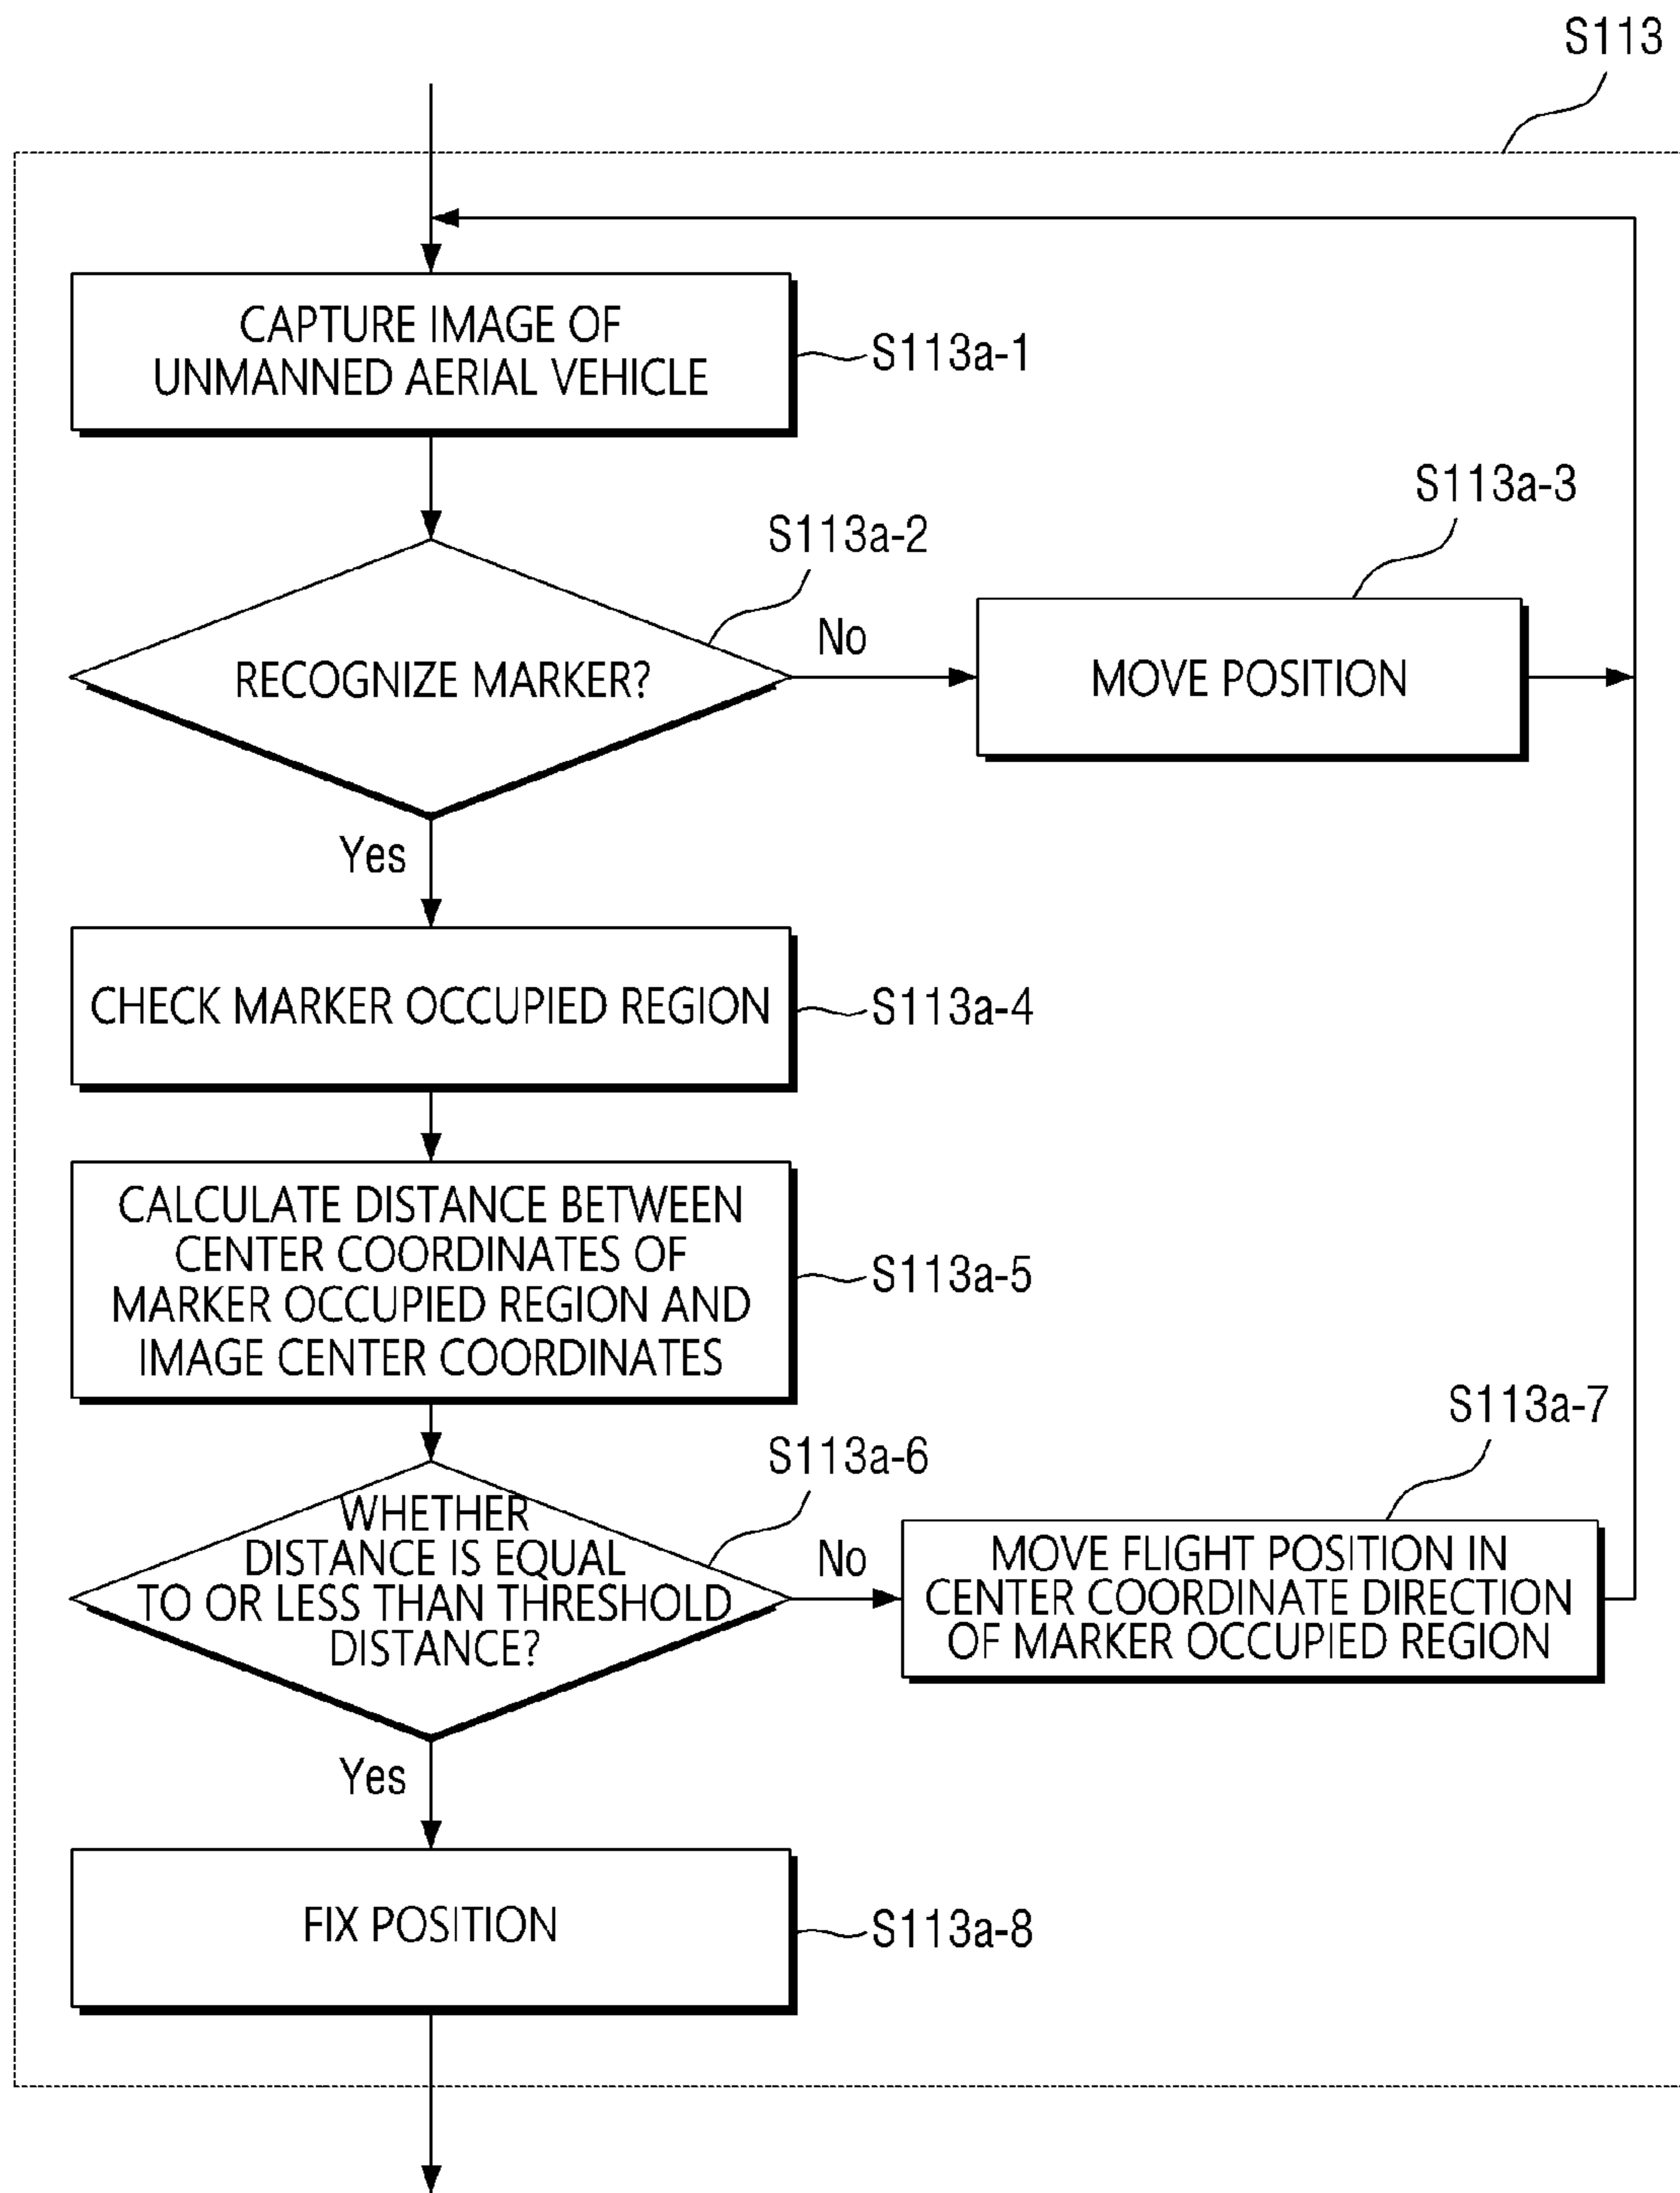 S113
CAPTURE IMAGE OF
UNMANNED AERIAL VEHICLE
S113a-1
S113a-2
RECOGNIZE MARKER?
No
S113a-3
MOVE POSITION
Yes
CHECK MARKER OCCUPIED REGION
S113a-4
CALCULATE DISTANCE BETWEEN
CENTER COORDINATES OF
MARKER OCCUPIED REGION AND
IMAGE CENTER COORDINATES
S113a-5
S113a-6
WHETHER
DISTANCE IS EQUAL
TO OR LESS THAN THRESHOLD
DISTANCE?
No
S113a-7
MOVE FLIGHT POSITION IN
CENTER COORDINATE DIRECTION
OF MARKER OCCUPIED REGION
Yes
FIX POSITION
S113a-8